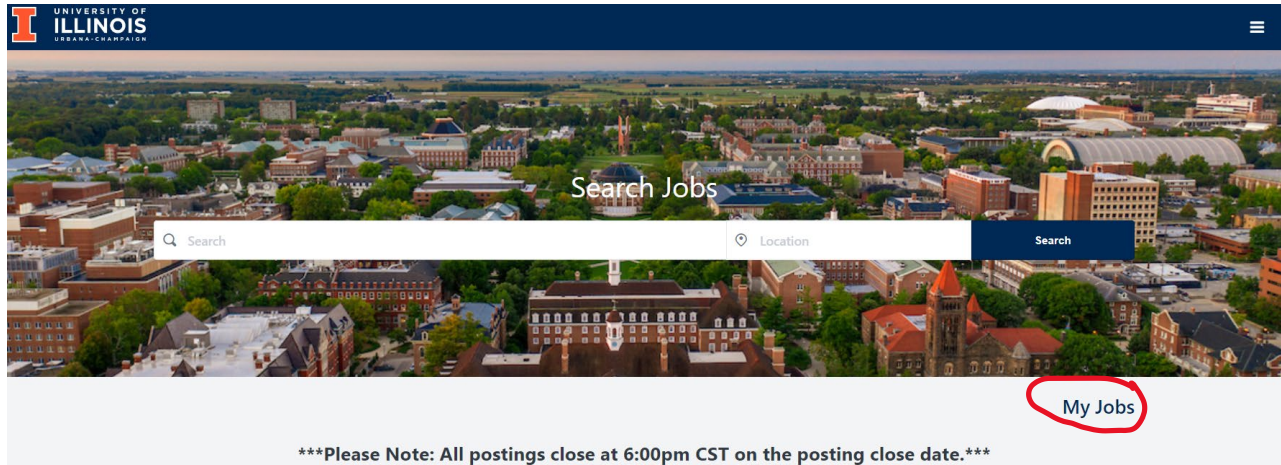 UNIVERSITY OF
ILLINOIS
URBANA-CHAMPAIGN
Search Jobs
Search
Location
Search
My Jobs
***Please Note: All postings close at 6:00pm CST on the posting close date.***